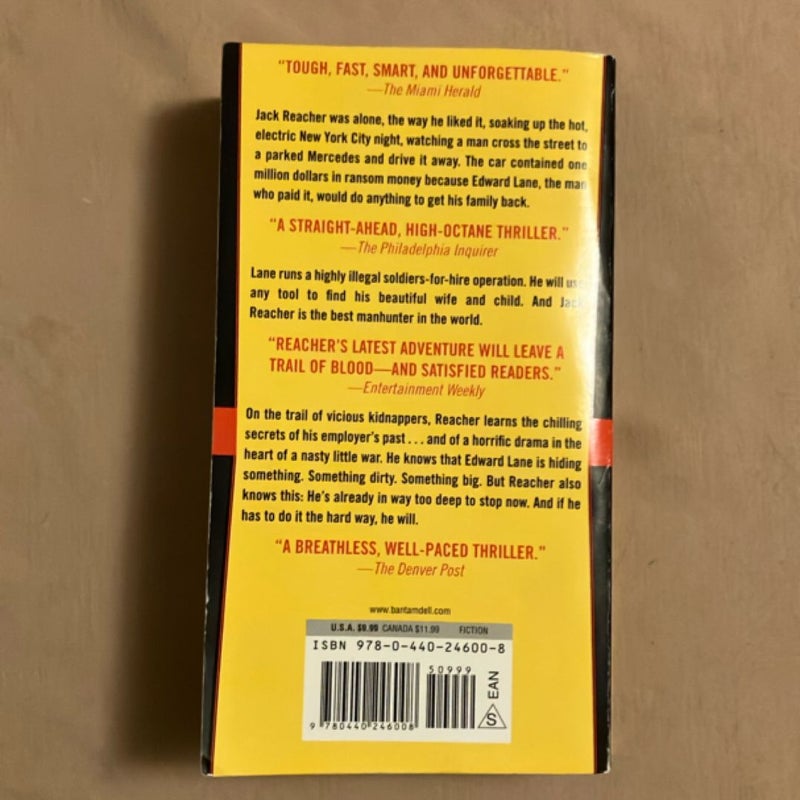 "TOUGH, FAST, SMART, AND UNFORGETTABLE."
—The Miami Herald
Jack Reacher was alone, the way he liked it, soaking up the hot,
electric New York City night, watching a man cross the street to
a parked Mercedes and drive it away. The car contained one
million dollars in ransom money because Edward Lane, the man
who paid it, would do anything to get his family back.
"A STRAIGHT-AHEAD, HIGH-OCTANE THRILLER."
—The Philadelphia Inquirer
Lane runs a highly illegal soldiers-for-hire operation. He will use
any tool to find his beautiful wife and child. And Jack
Reacher is the best manhunter in the world.
"REACHER'S LATEST ADVENTURE WILL LEAVE A
TRAIL OF BLOOD—AND SATISFIED READERS."
—Entertainment Weekly
On the trail of vicious kidnappers, Reacher learns the chilling
secrets of his employer's past . . . and of a horrific drama in the
heart of a nasty little war. He knows that Edward Lane is hiding
something. Something dirty. Something big. But Reacher also
knows this: He's already in way too deep to stop now. And if he
has to do it the hard way, he will.
"A BREATHLESS, WELL-PACED THRILLER."
—The Denver Post
www.bantamdell.com
U.S.A. $9.99 CANADA $11.99 FICTION
ISBN 978-0-440-24600-8
50999
EAN
S
9 780440 246008